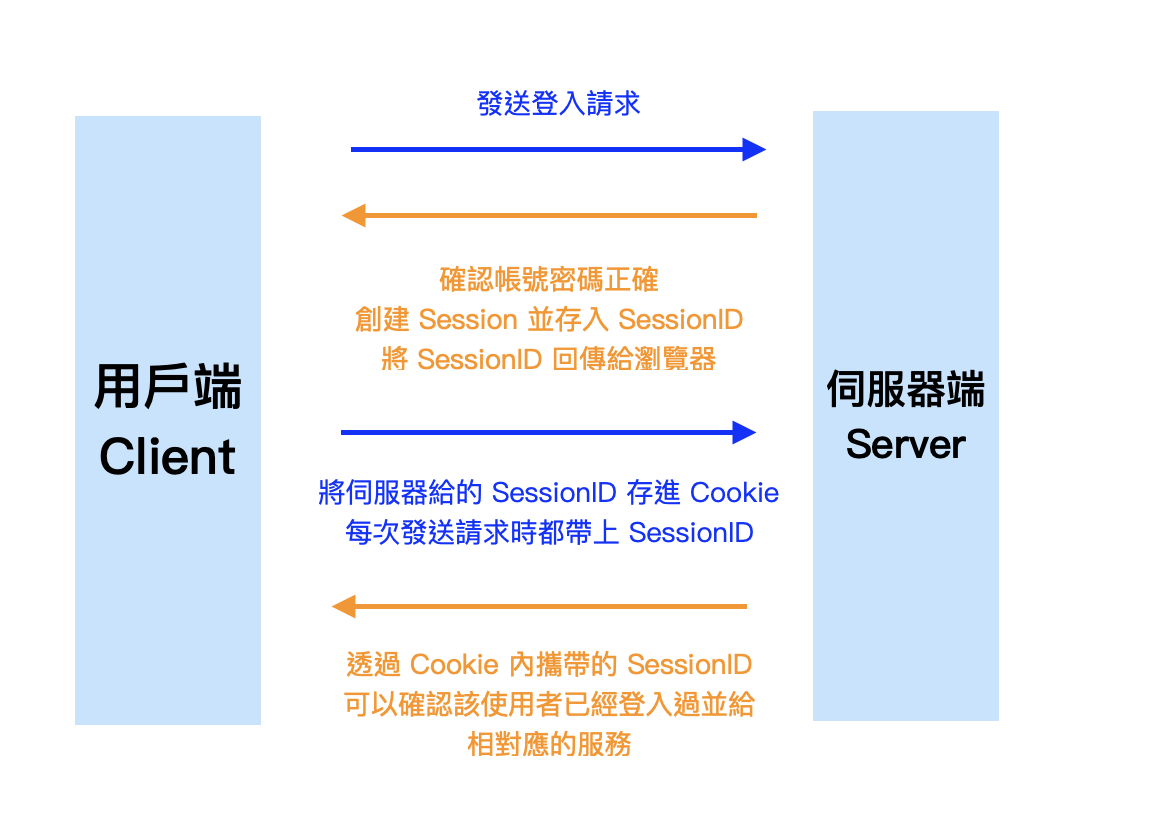 發送登入請求
確認帳號密碼正確
創建 Session 並存入 SessionID
將 SessionID 回傳給瀏覽器
用戶端
Client
伺服器端
Server
將伺服器給的 SessionID 存進 Cookie
每次發送請求時都帶上 SessionID
透過 Cookie 內攜帶的 SessionID
可以確認該使用者已經登入過並給
相對應的服務